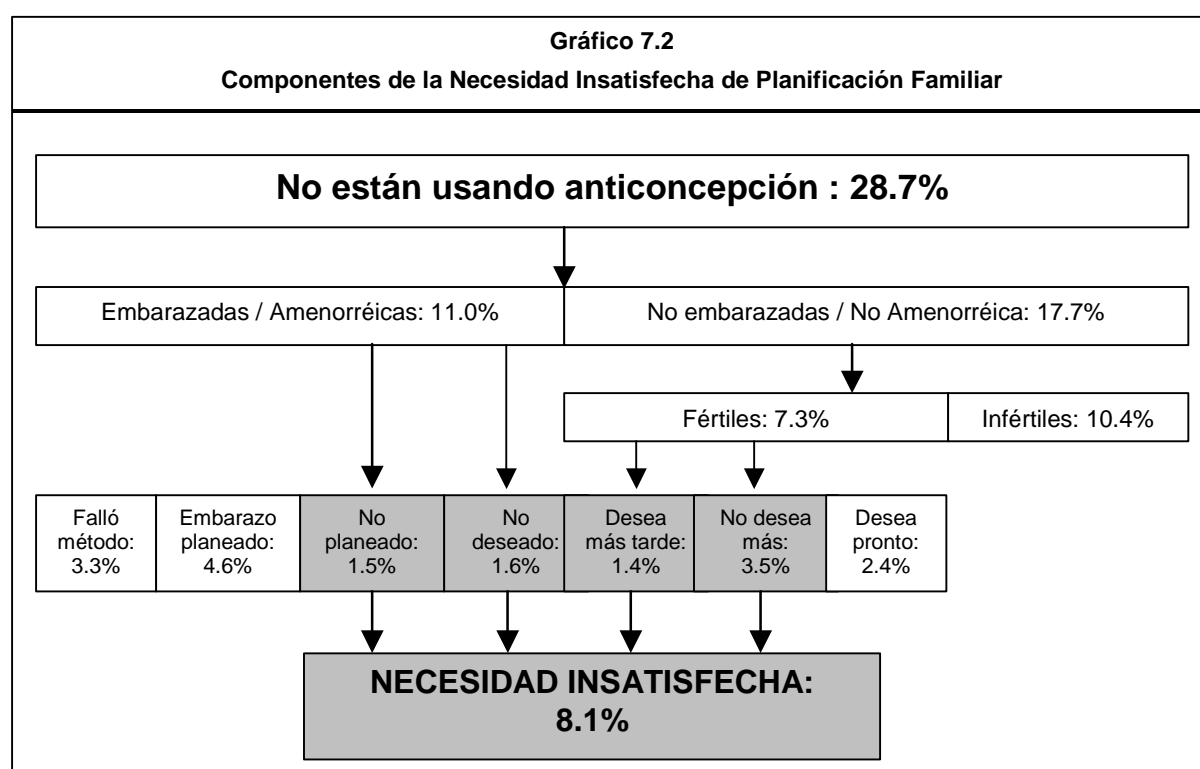 Gráfico 7.2
Componentes de la Necesidad Insatisfecha de Planificación Familiar
No están usando anticoncepción : 28.7%
Embarazadas / Amenorréicas: 11.0%
No embarazadas / No Amenorréica: 17.7%
Fértiles: 7.3%
Infértiles: 10.4%
Falló
método:
3.3%
Embarazo
planeado:
4.6%
No
planeado:
1.5%
No
deseado:
1.6%
Desea
más tarde:
1.4%
No desea
más:
3.5%
Desea
pronto:
2.4%
NECESIDAD INSATISFECHA:
8.1%